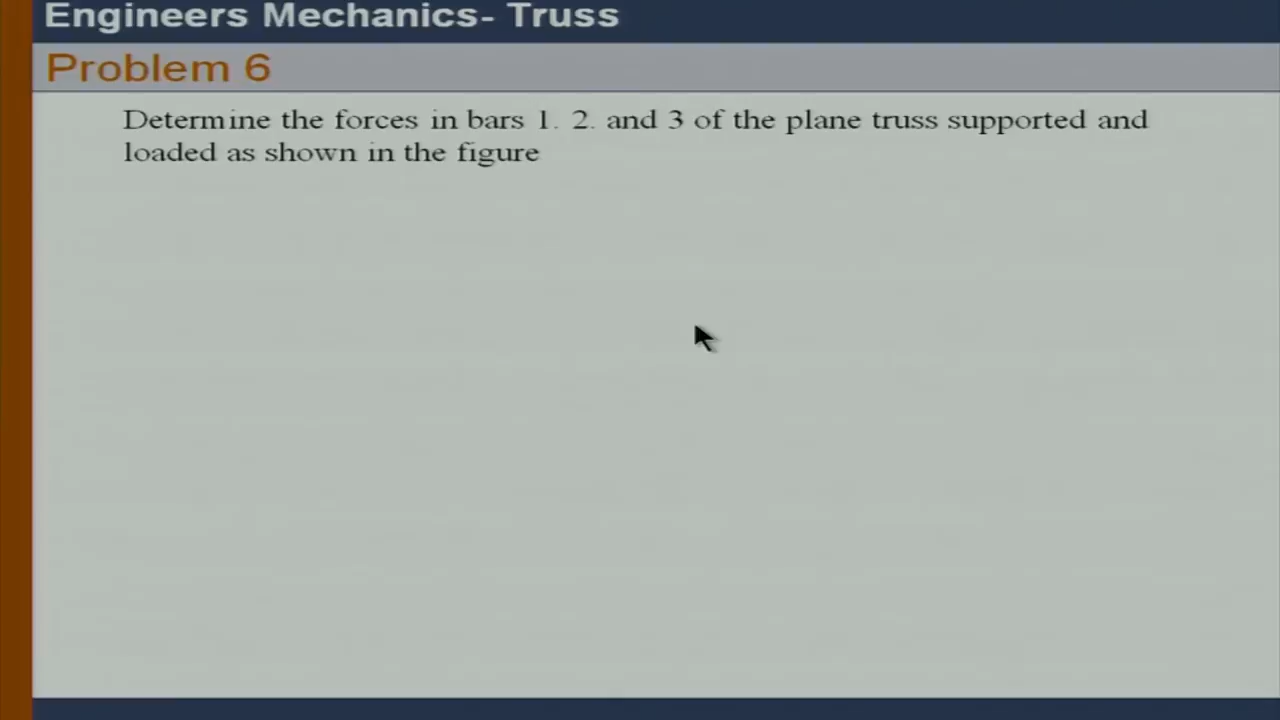 Engineers Mechanics- Truss
Problem 6
Determine the forces in bars 1. 2. and 3 of the plane truss supported and
loaded as shown in the figure